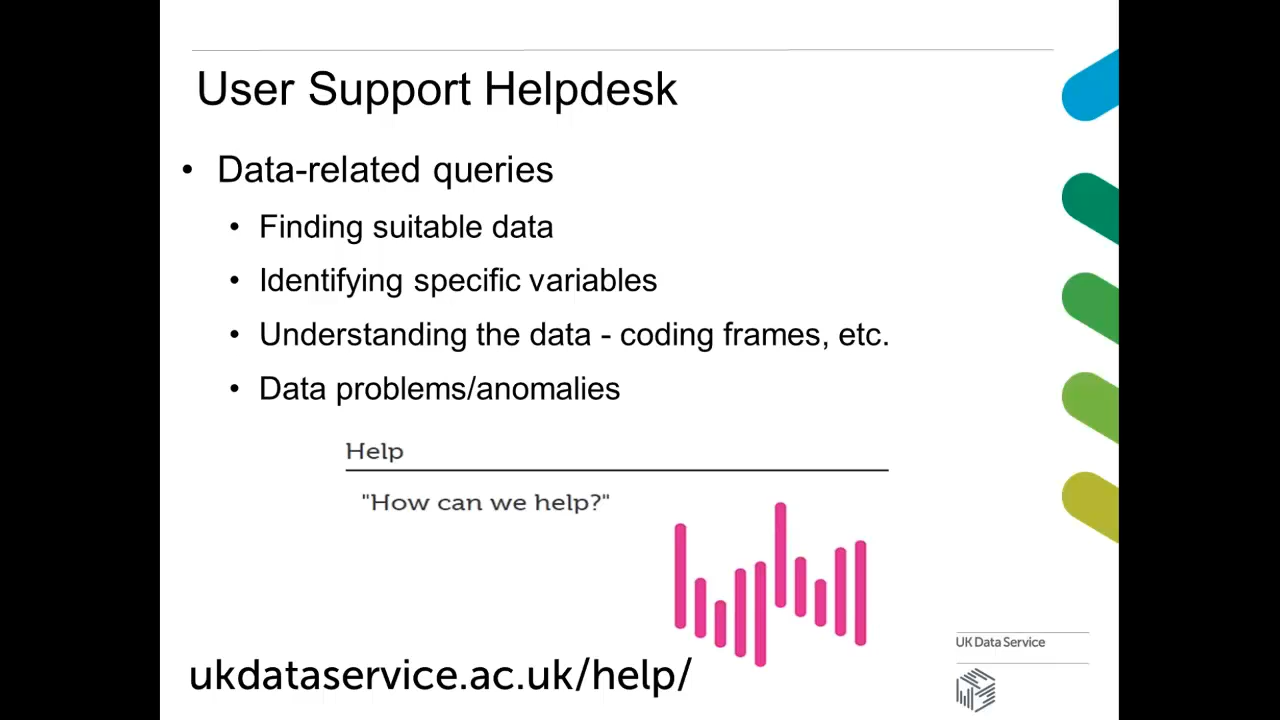 User Support Helpdesk
• Data-related queries
• Finding suitable data
• Identifying specific variables
• Understanding the data - coding frames, etc.
• Data problems/anomalies
Help
"How can we help?"
ukdataservice.ac.uk/help/
UK Data Service